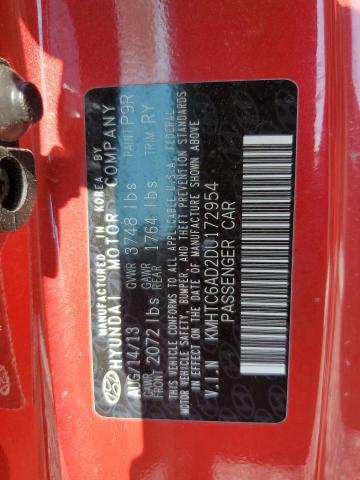 MANUFACTURED IN KOREA BY
HYUNDAI MOTOR COMPANY
AUG/14/13 GVWR 3748 lbs PAINT P9R
GAWR FRONT 2072 lbs GAWR REAR 1764 lbs TRIM RY
THIS VEHICLE CONFORMS TO ALL APPLICABLE U.S.A. FEDERAL
MOTOR VEHICLE SAFETY, BUMPER, AND THEFT PREVENTION STANDARDS
IN EFFECT ON THE DATE OF MANUFACTURE SHOWN ABOVE.
V.I.N KMHTC6AD2DU172954
PASSENGER CAR